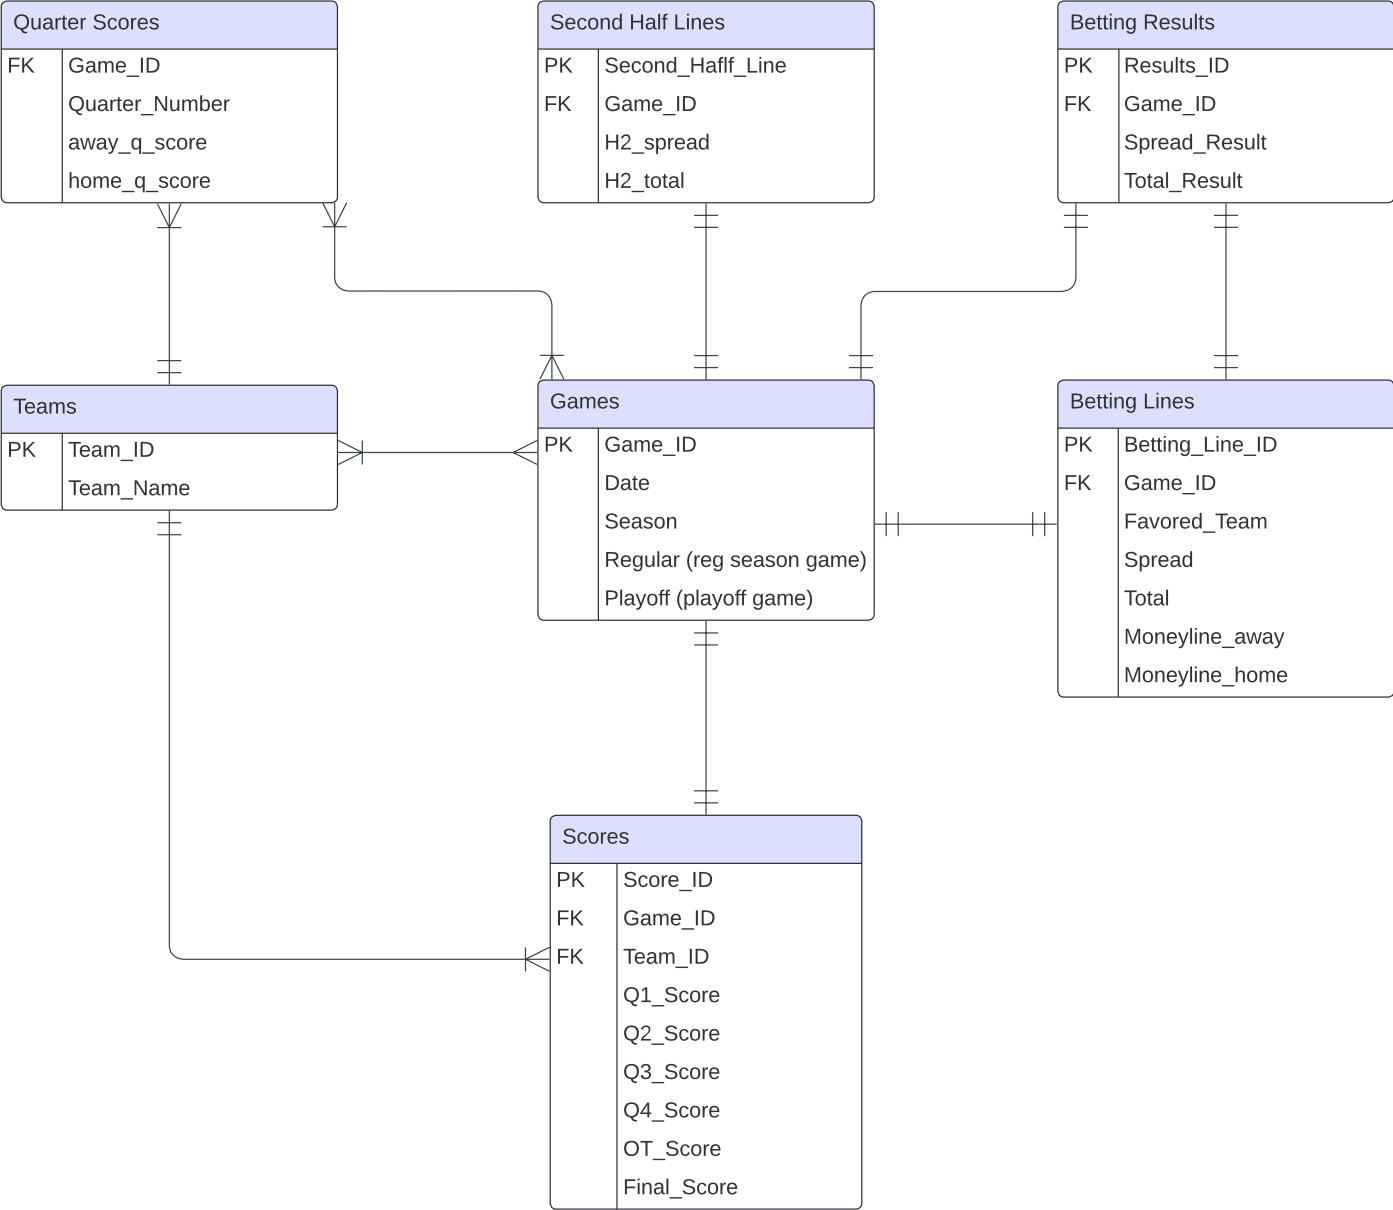 Quarter Scores
FK Game_ID
Quarter_Number
away_q_score
home_q_score
Second Half Lines
PK Second_Haflf_Line
FK Game_ID
H2_spread
H2_total
Betting Results
PK Results_ID
FK Game_ID
Spread_Result
Total_Result
Teams
PK Team_ID
Team_Name
Games
PK Game_ID
Date
Season
Regular (reg season game)
Playoff (playoff game)
Betting Lines
PK Betting_Line_ID
FK Game_ID
Favored_Team
Spread
Total
Moneyline_away
Moneyline_home
Scores
PK Score_ID
FK Game_ID
FK Team_ID
Q1_Score
Q2_Score
Q3_Score
Q4_Score
OT_Score
Final_Score